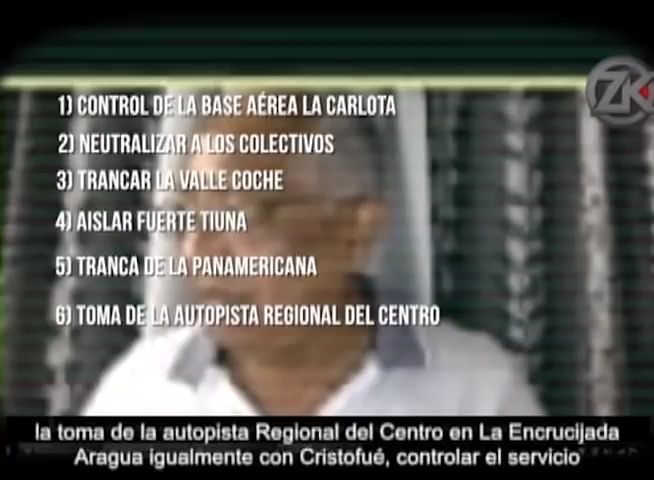 1) CONTROL DE LA BASE AÉREA LA CARLOTA
ZK
2) NEUTRALIZAR A LOS COLECTIVOS
3) TRANCAR LA VALLE COCHE
4) AISLAR FUERTE TIUNA
5) TRANCA DE LA PANAMERICANA
6) TOMA DE LA AUTOPISTA REGIONAL DEL CENTRO
la toma de la autopista Regional del Centro en La Encrucijada
Aragua igualmente con Cristofué, controlar el servicio